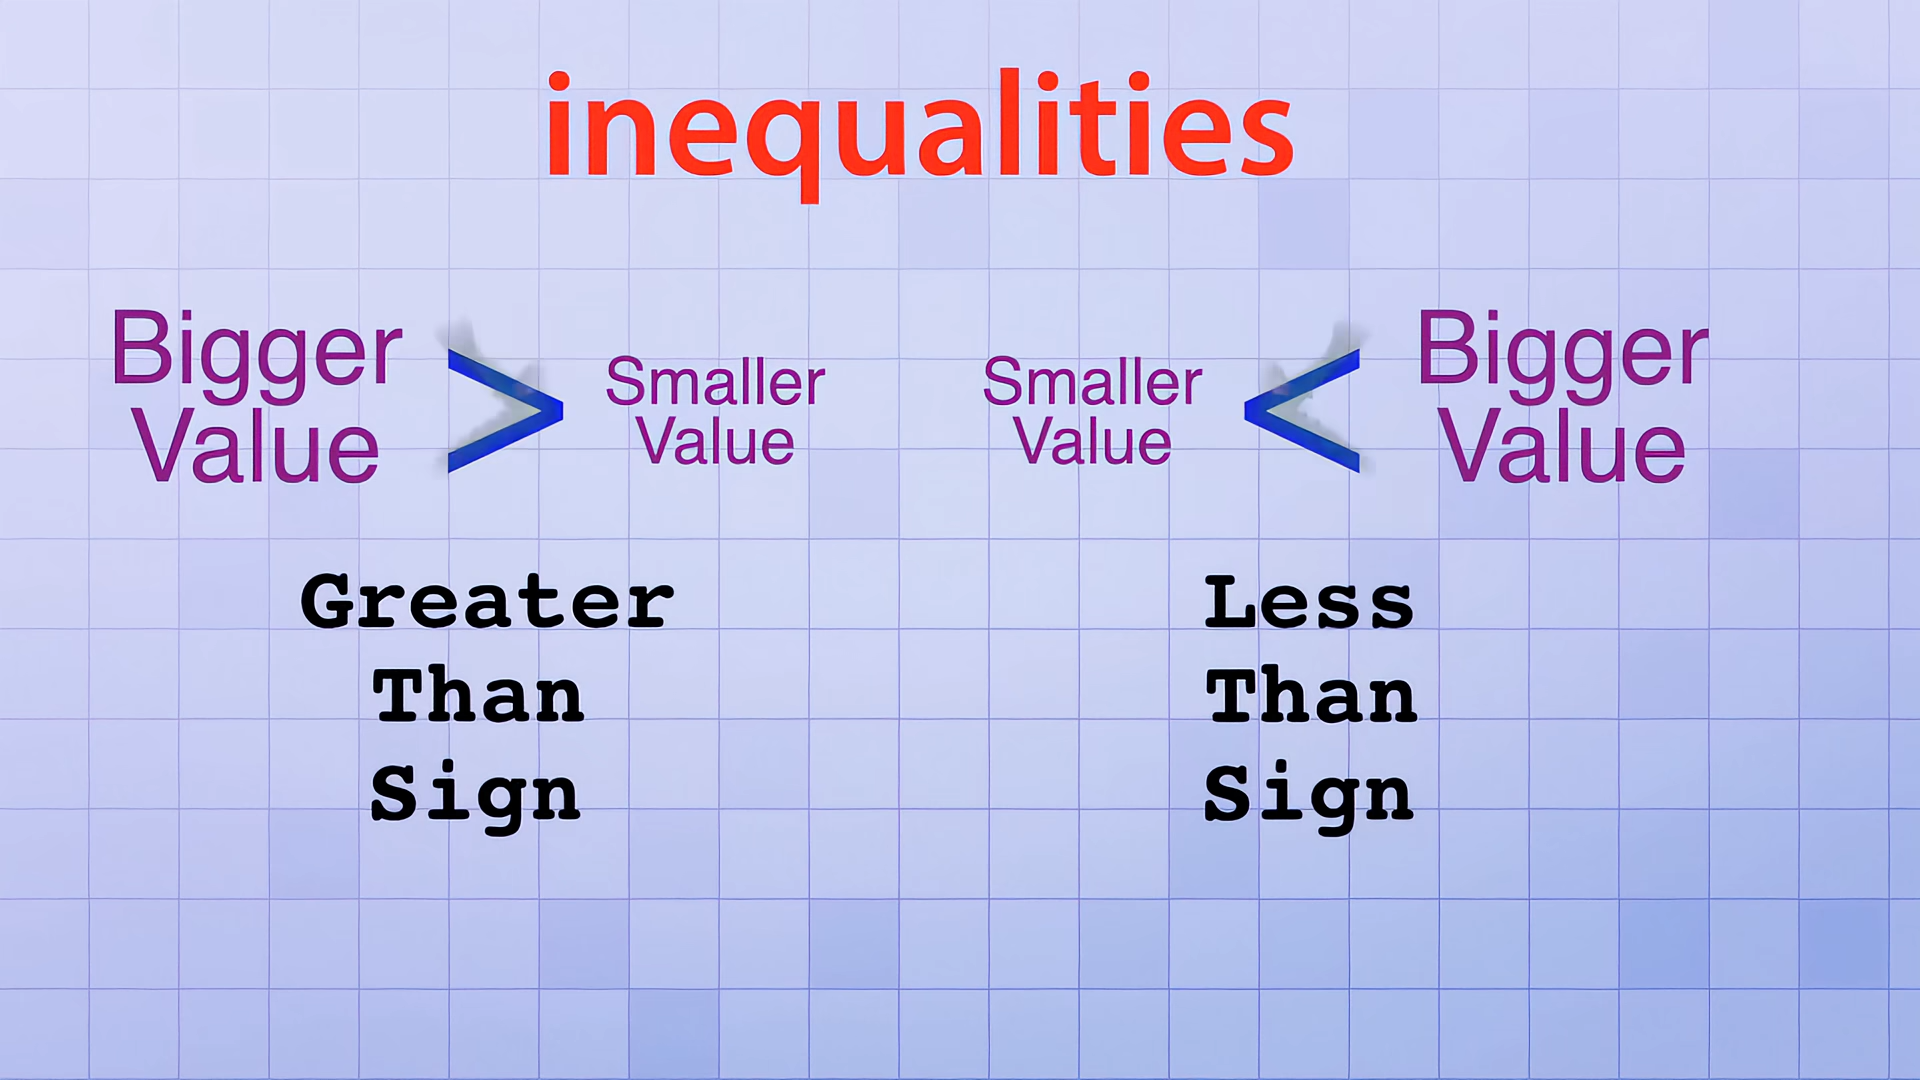 inequalities
Bigger
Value
>
Smaller
Value
Smaller
Value
<
Bigger
Value
Greater
Than
Sign
Less
Than
Sign